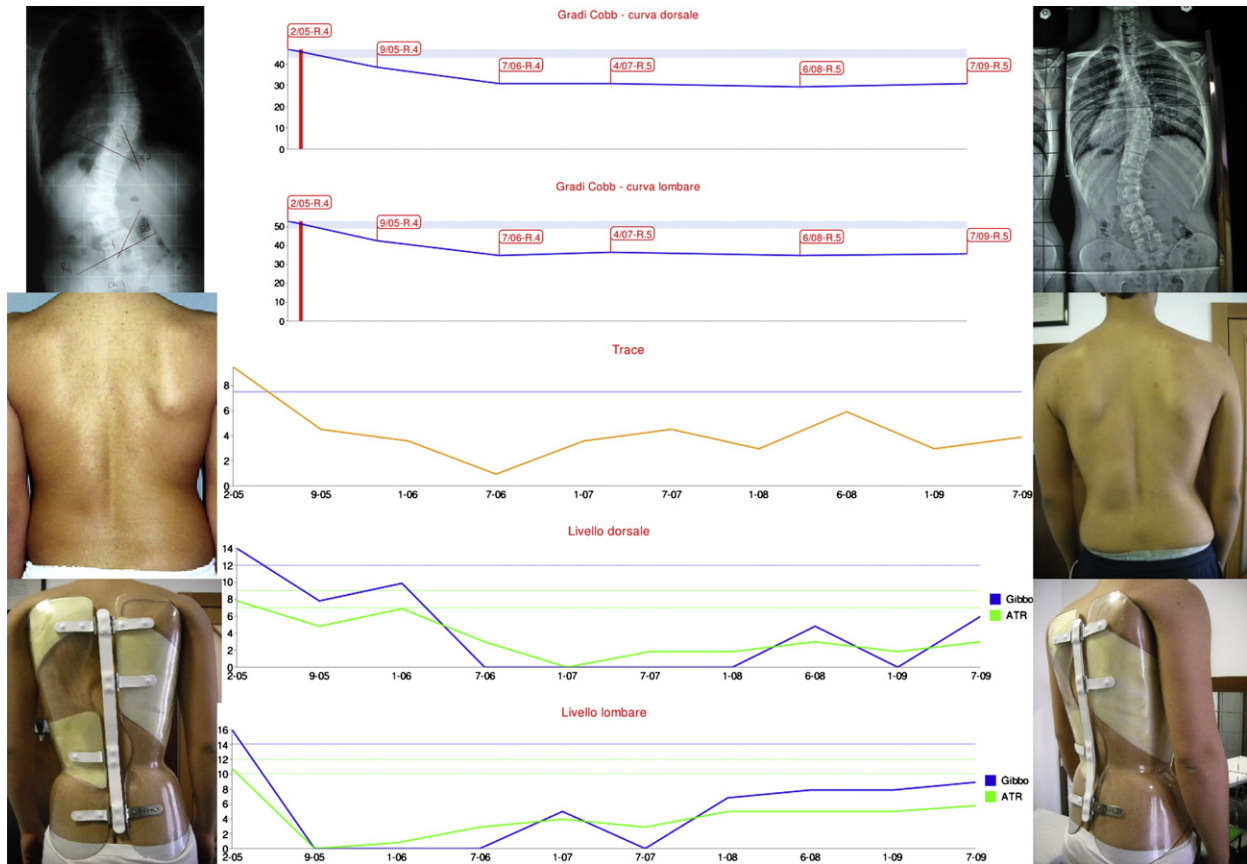 Gradi Cobb - curva dorsale
2/05-R.4
9/05-R.4
7/06-R.4
4/07-R.5
6/08-R.5
7/09-R.5
40
30
20
10
0
Gradi Cobb - curva lombare
2/05-R.4
9/05-R.4
7/06-R.4
4/07-R.5
6/08-R.5
7/09-R.5
50
40
30
20
10
0
Trace
8
6
4
2
0
2-05 9-05 1-06 7-06 1-07 7-07 1-08 6-08 1-09 7-09
Livello dorsale
14
12
10
8
6
4
2
0
Gibbo
ATR
2-05 9-05 1-06 7-06 1-07 7-07 1-08 6-08 1-09 7-09
Livello lombare
16
14
12
10
8
6
4
2
0
Gibbo
ATR
2-05 9-05 1-06 7-06 1-07 7-07 1-08 6-08 1-09 7-09